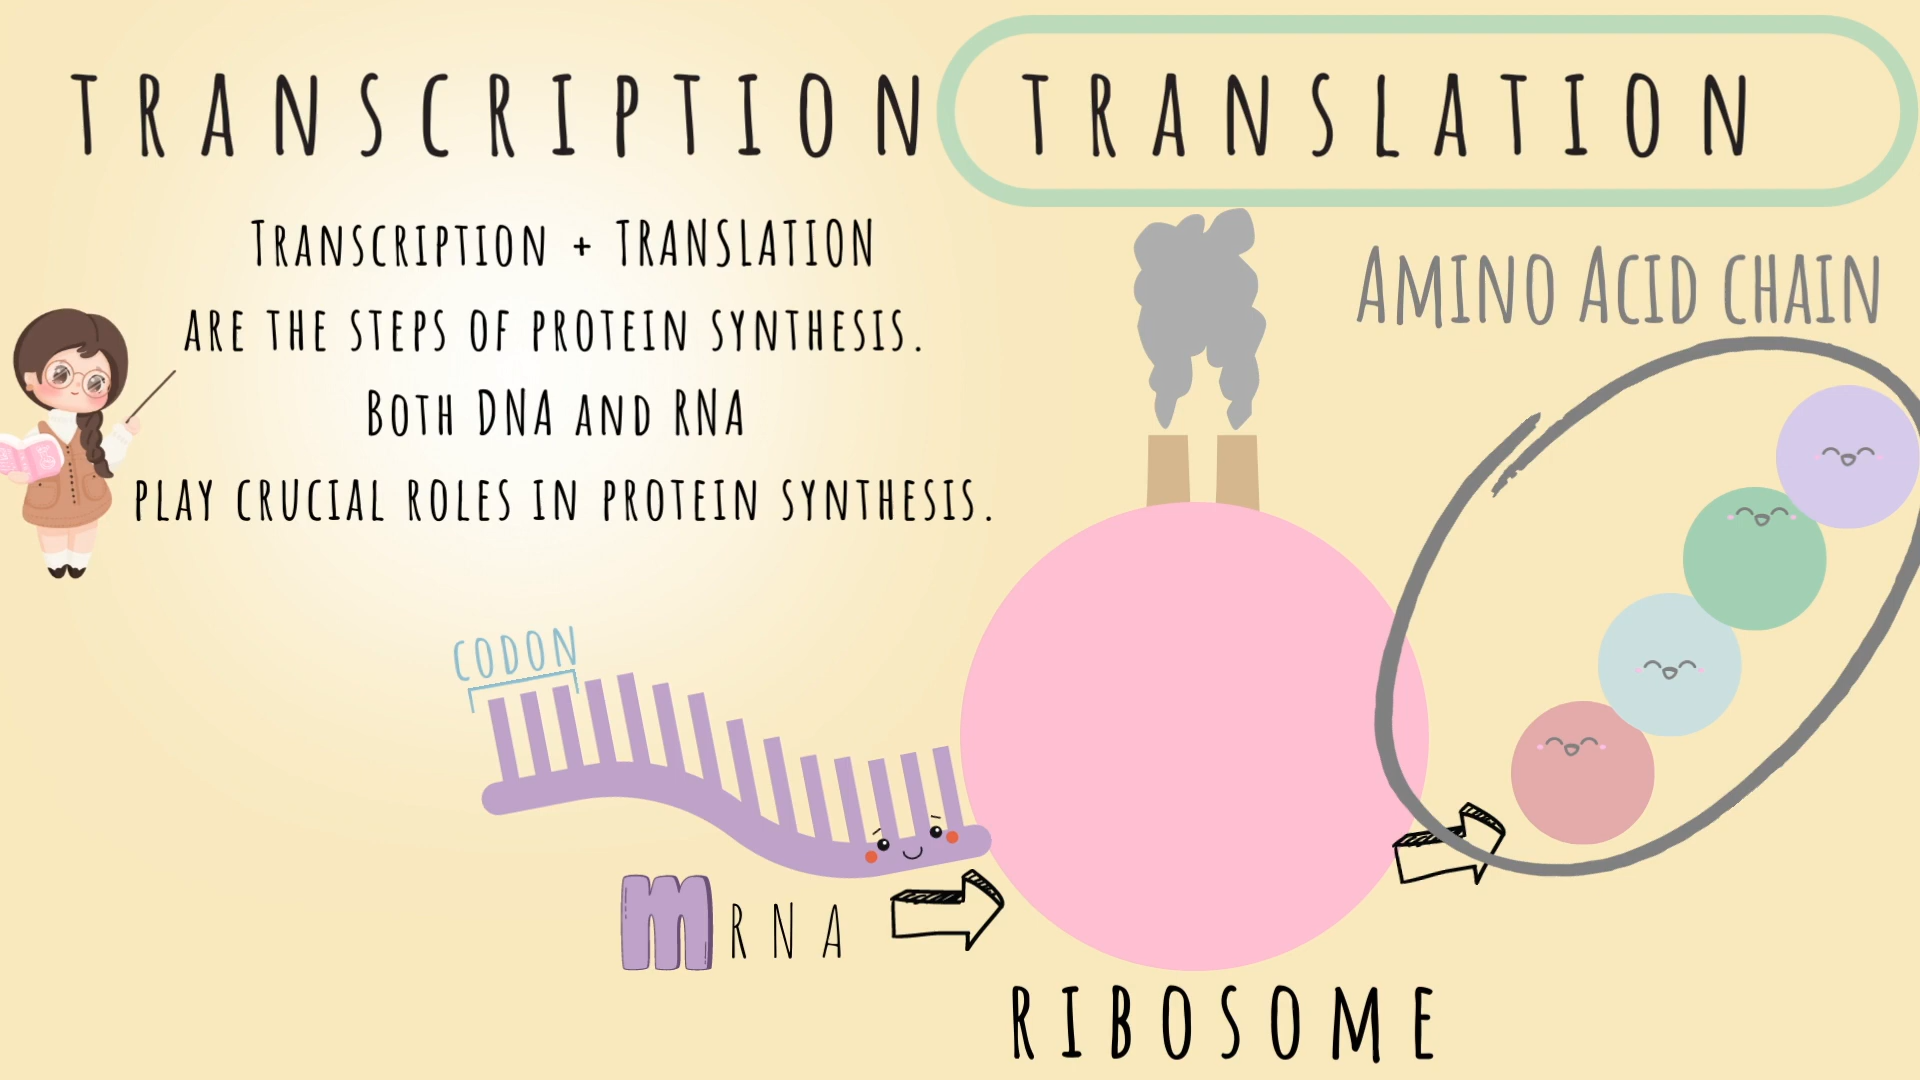 TRANSCRIPTION TRANSLATION
Transcription + TRANSLATION
are the steps of protein synthesis.
Both DNA and RNA
play crucial roles in protein synthesis.
Amino Acid chain
CODON
mRNA
RIBOSOME